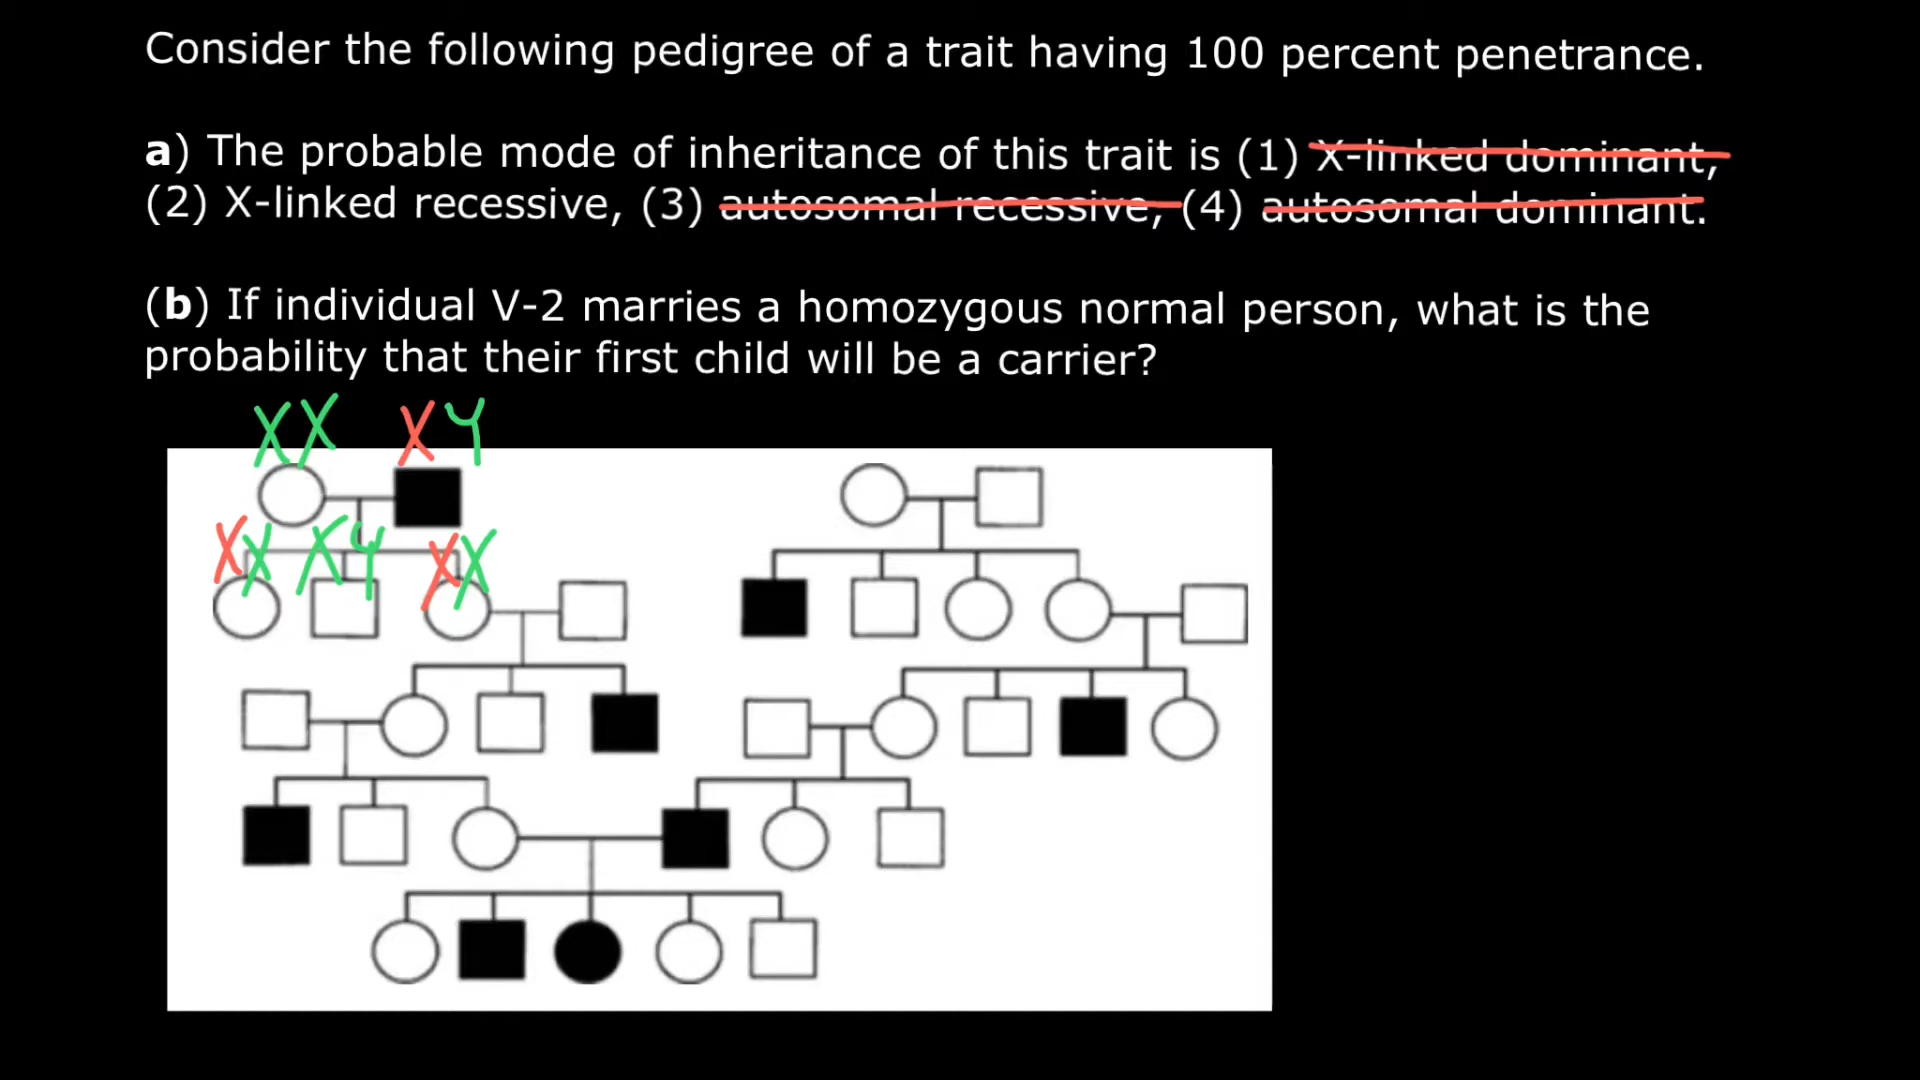 Consider the following pedigree of a trait having 100 percent penetrance.
a) The probable mode of inheritance of this trait is (1) X-linked dominant,
(2) X-linked recessive, (3) autosomal recessive, (4) autosomal dominant.
(b) If individual V-2 marries a homozygous normal person, what is the
probability that their first child will be a carrier?
XX XY
XX XY XX